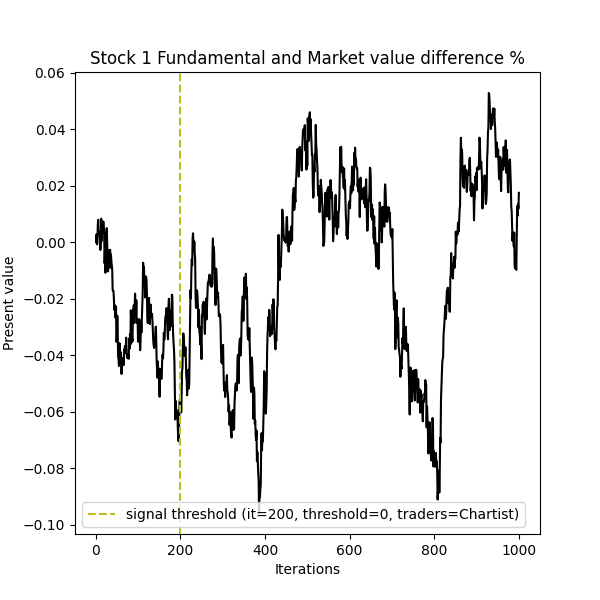 Stock 1 Fundamental and Market value difference %
0.06
0.04
0.02
0.00
−0.02
−0.04
−0.06
−0.08
−0.10
Present value
signal threshold (it=200, threshold=0, traders=Chartist)
0 200 400 600 800 1000
Iterations